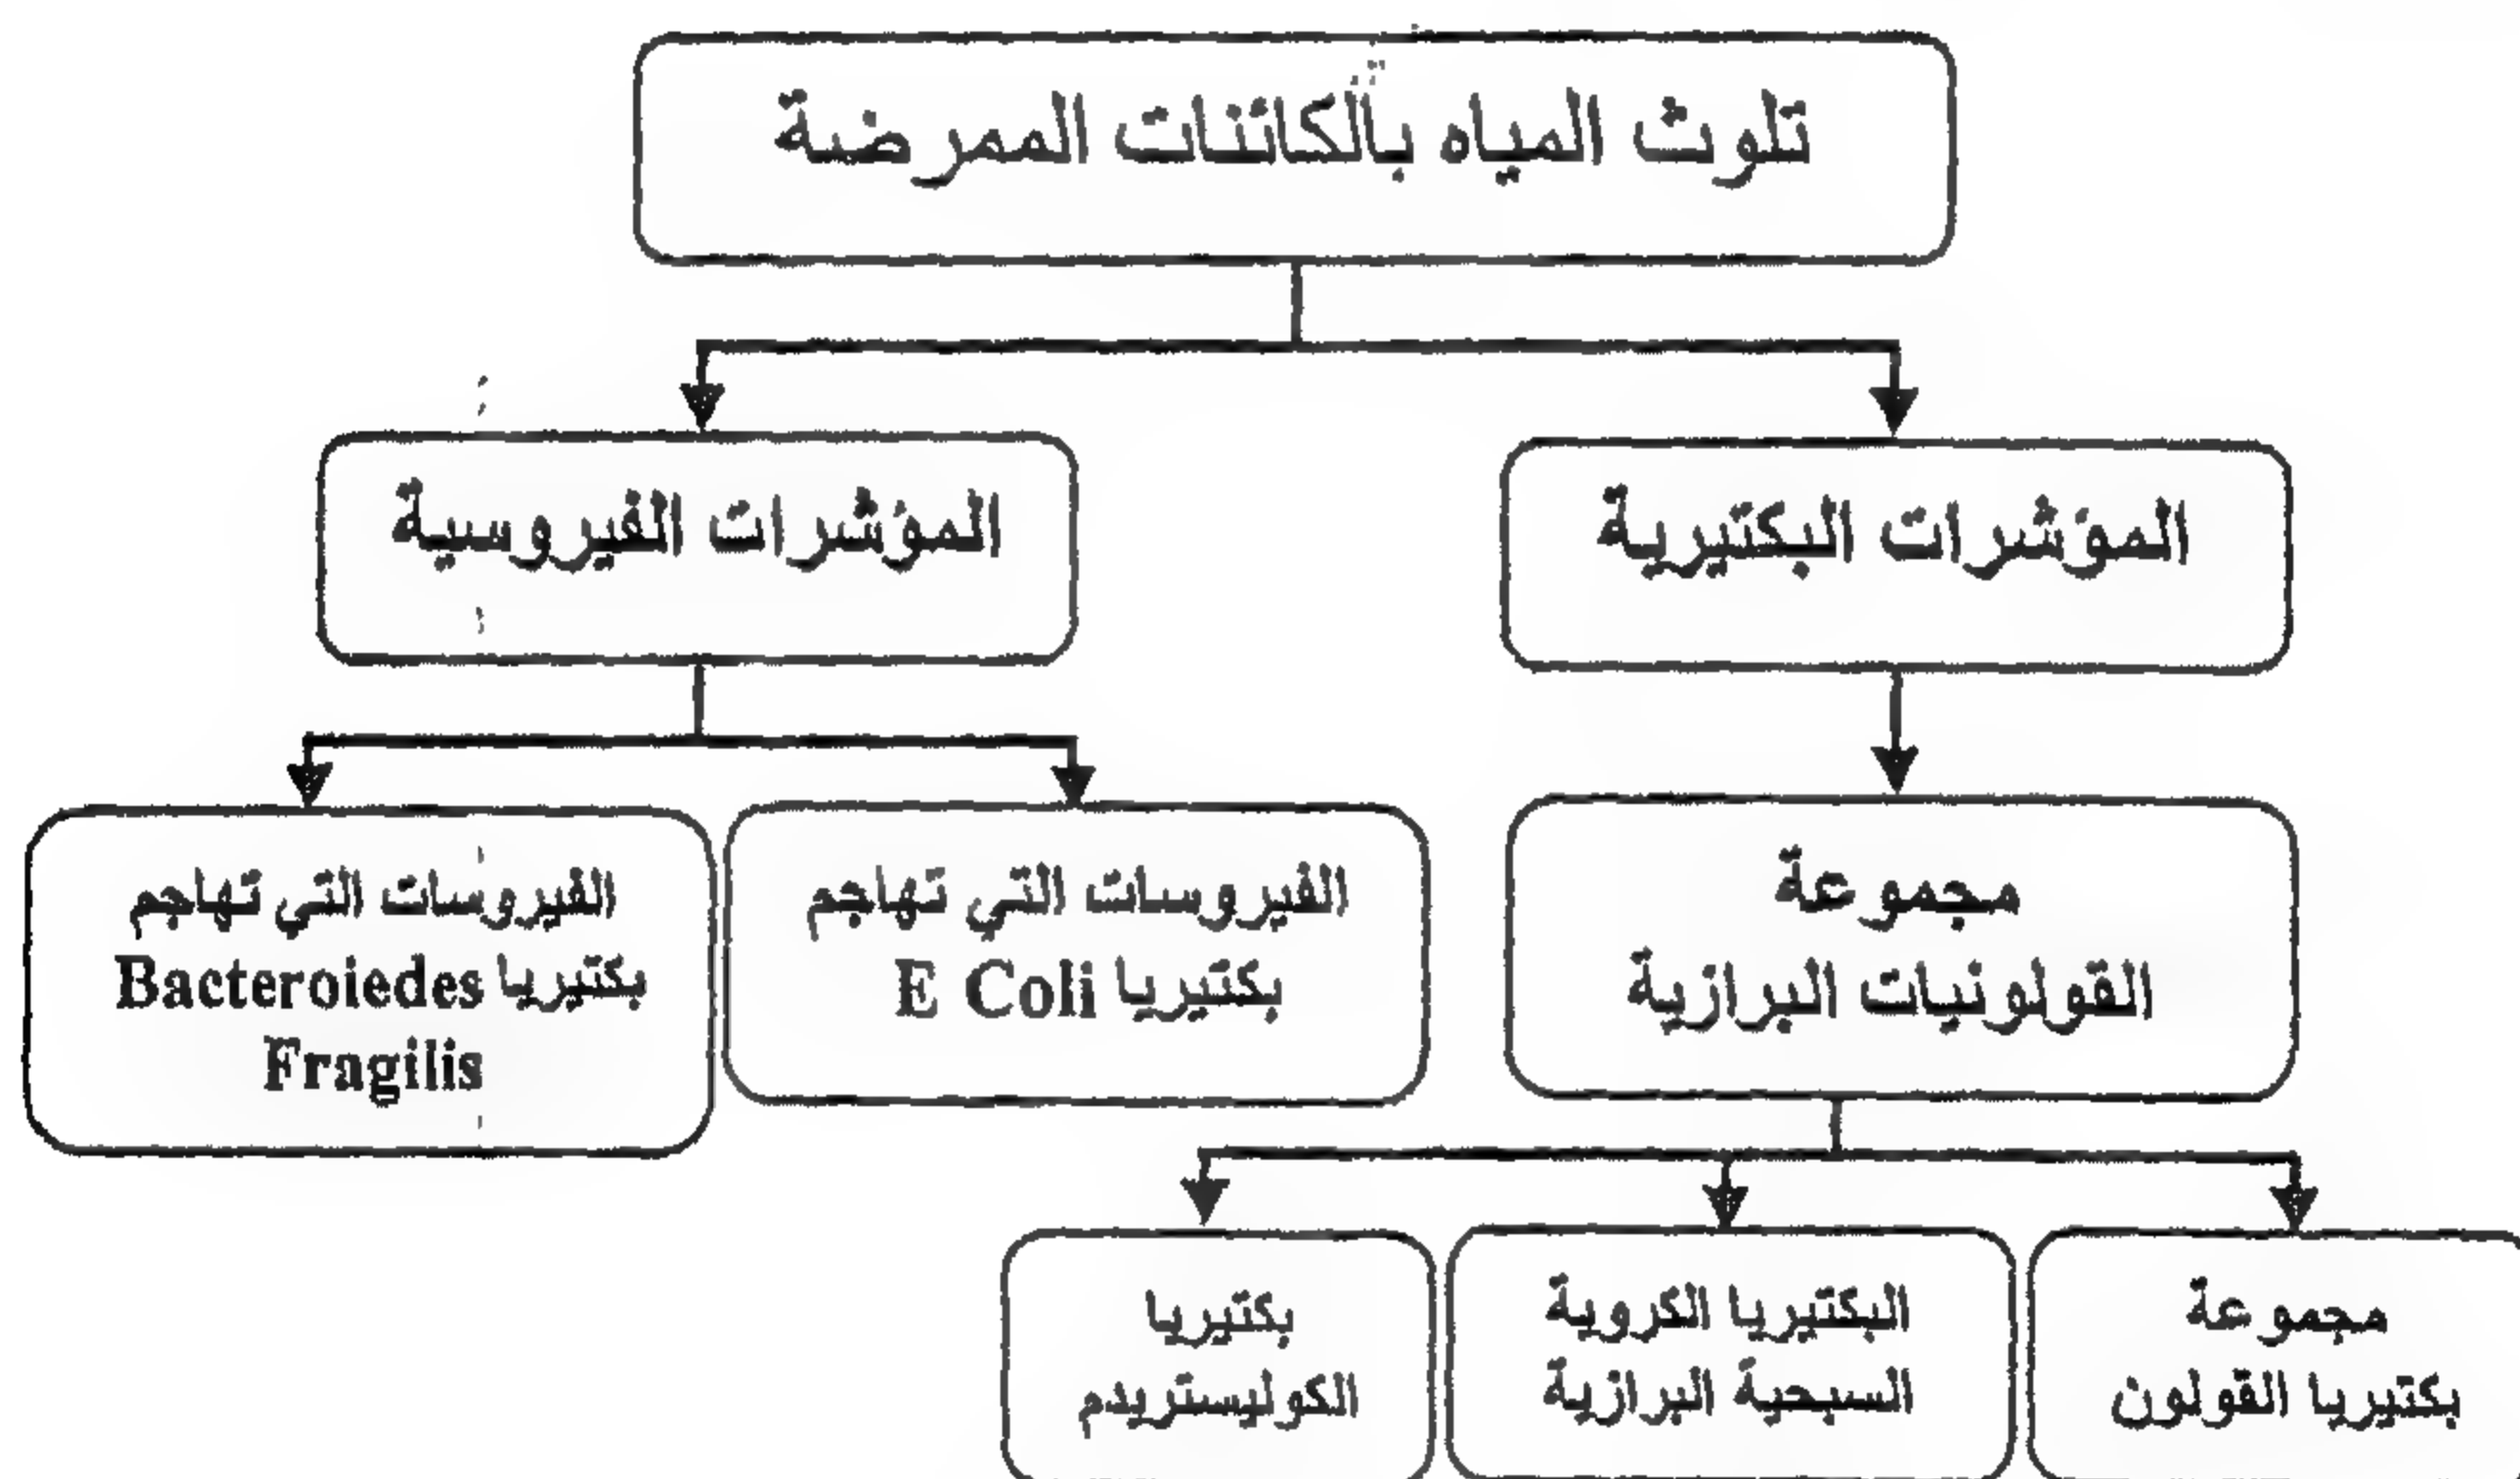 تلوث المياه بالكائنات الممرضة
المؤشرات البكتيرية
المؤشرات الفيروسية
مجموعة
القولونيات البرازية
الفيروسات التي تهاجم
بكتيريا E Coli
الفيروسات التي تهاجم
بكتيريا Bacteroiedes
Fragilis
مجموعة
بكتيريا القولون
البكتيريا الكروية
السبحية البرازية
بكتيريا
الكوليستريدم